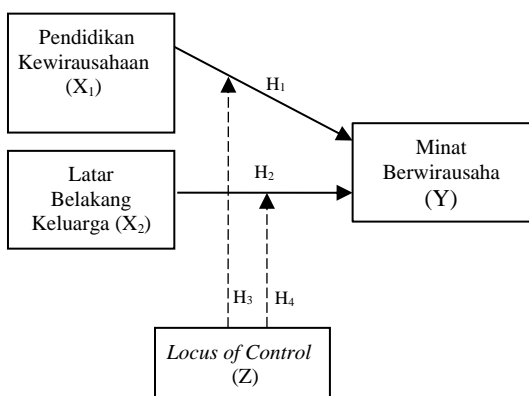 Pendidikan
Kewirausahaan
(X₁)
H₁
Minat
Berwirausaha
(Y)
Latar
Belakang
Keluarga (X₂)
H₂
H₃
H₄
Locus of Control
(Z)